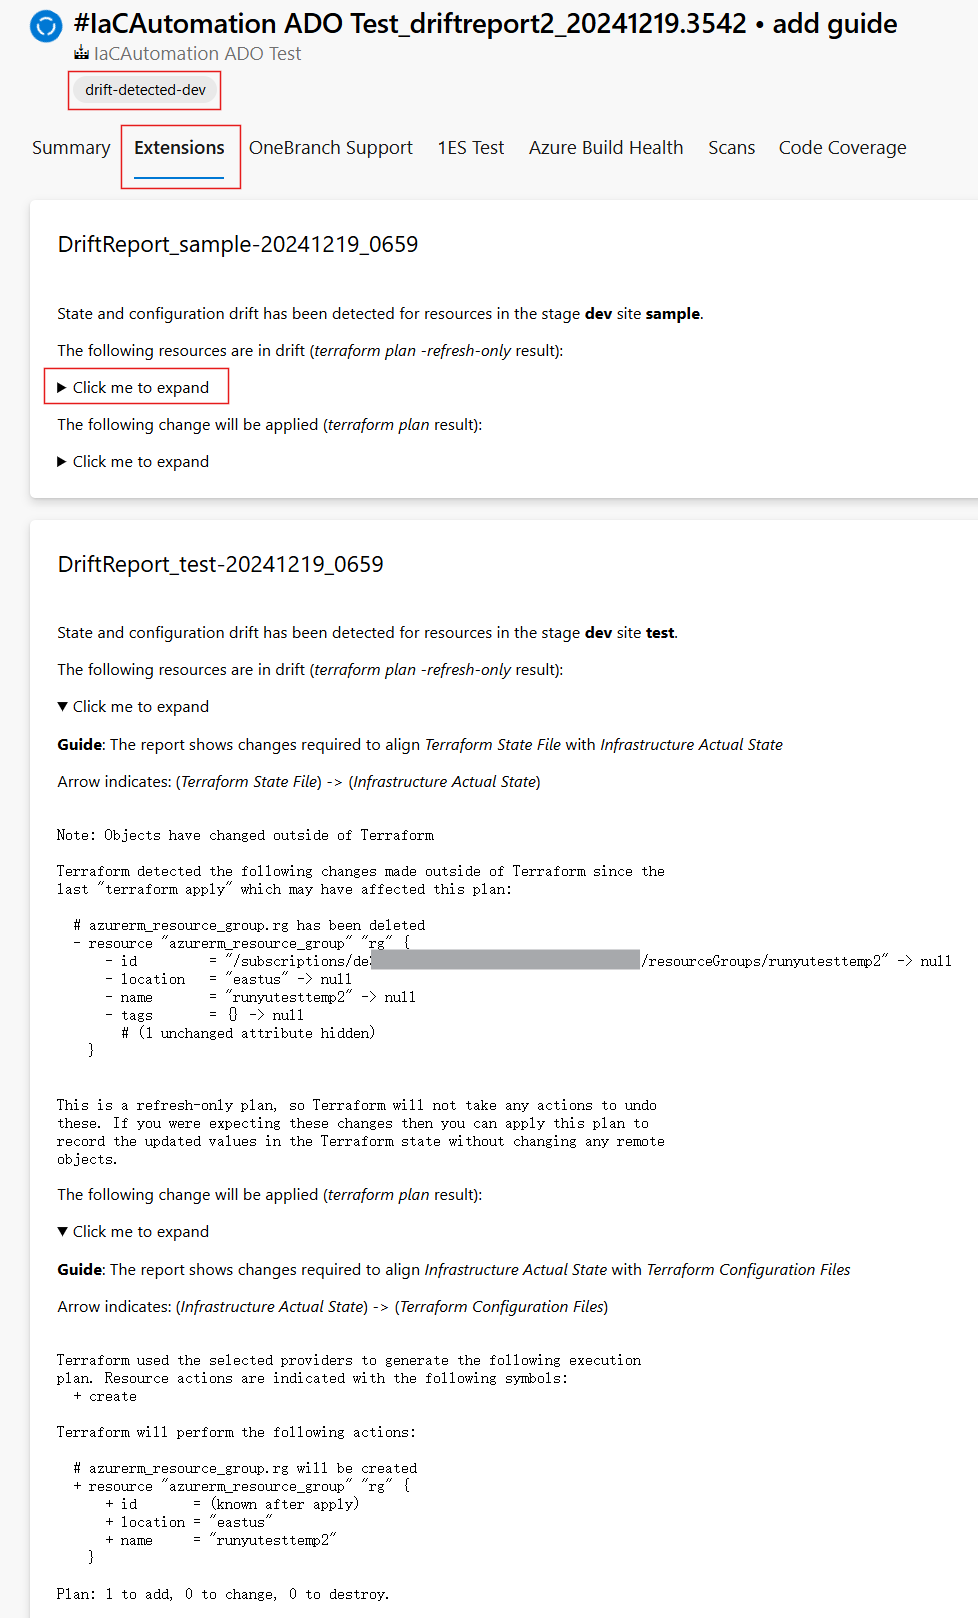 #IaCAutomation ADO Test_driftreport2_20241219.3542 • add guide
IaCAutomation ADO Test
drift-detected-dev
Summary Extensions OneBranch Support 1ES Test Azure Build Health Scans Code Coverage
DriftReport_sample-20241219_0659
State and configuration drift has been detected for resources in the stage dev site sample.
The following resources are in drift (terraform plan -refresh-only result):
▶ Click me to expand
The following change will be applied (terraform plan result):
▶ Click me to expand
DriftReport_test-20241219_0659
State and configuration drift has been detected for resources in the stage dev site test.
The following resources are in drift (terraform plan -refresh-only result):
▼ Click me to expand
Guide: The report shows changes required to align Terraform State File with Infrastructure Actual State
Arrow indicates: (Terraform State File) -> (Infrastructure Actual State)
Note: Objects have changed outside of Terraform
Terraform detected the following changes made outside of Terraform since the
last "terraform apply" which may have affected this plan:
# azurerm_resource_group.rg has been deleted
- resource "azurerm_resource_group" "rg" {
- id = "/subscriptions/de /resourceGroups/runyutesttemp2" -> null
- location = "eastus" -> null
- name = "runyutesttemp2" -> null
- tags = {} -> null
# (1 unchanged attribute hidden)
}
This is a refresh-only plan, so Terraform will not take any actions to undo
these. If you were expecting these changes then you can apply this plan to
record the updated values in the Terraform state without changing any remote
objects.
The following change will be applied (terraform plan result):
▼ Click me to expand
Guide: The report shows changes required to align Infrastructure Actual State with Terraform Configuration Files
Arrow indicates: (Infrastructure Actual State) -> (Terraform Configuration Files)
Terraform used the selected providers to generate the following execution
plan. Resource actions are indicated with the following symbols:
+ create
Terraform will perform the following actions:
# azurerm_resource_group.rg will be created
+ resource "azurerm_resource_group" "rg" {
+ id = (known after apply)
+ location = "eastus"
+ name = "runyutesttemp2"
}
Plan: 1 to add, 0 to change, 0 to destroy.